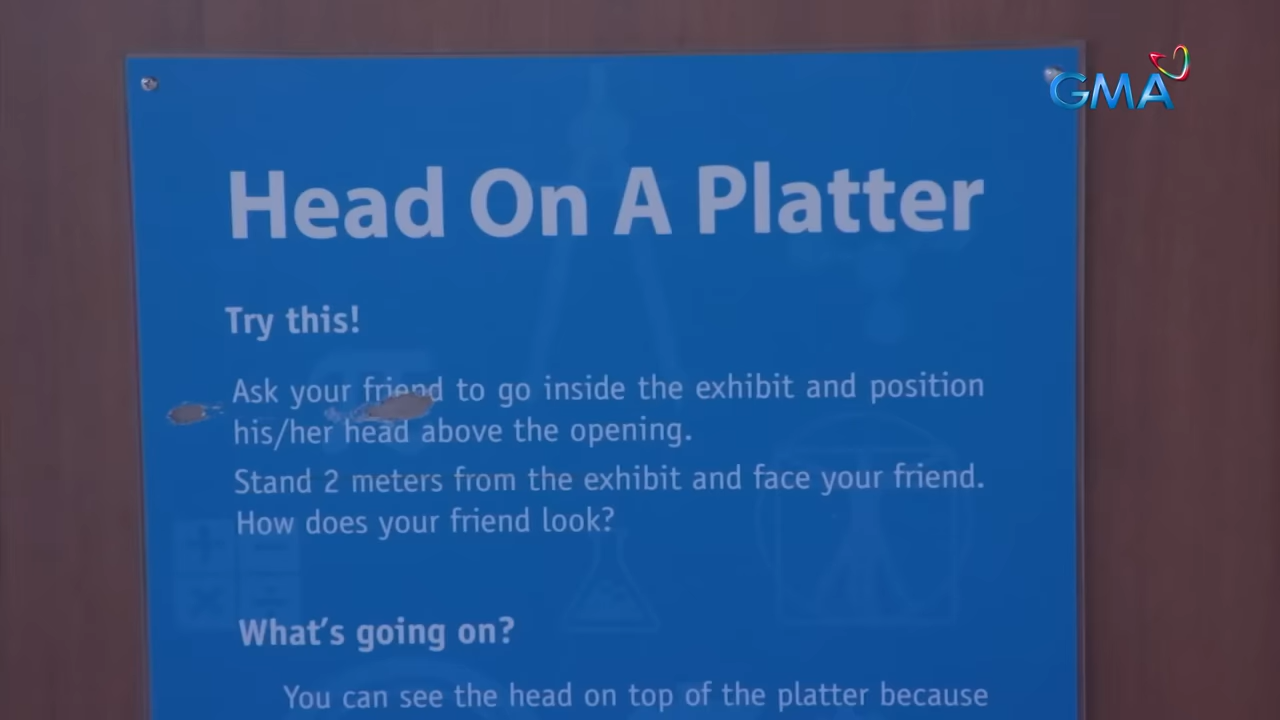 GMA
Head On A Platter
Try this!
Ask your friend to go inside the exhibit and position
his/her head above the opening.
Stand 2 meters from the exhibit and face your friend.
How does your friend look?
What's going on?
You can see the head on top of the platter because